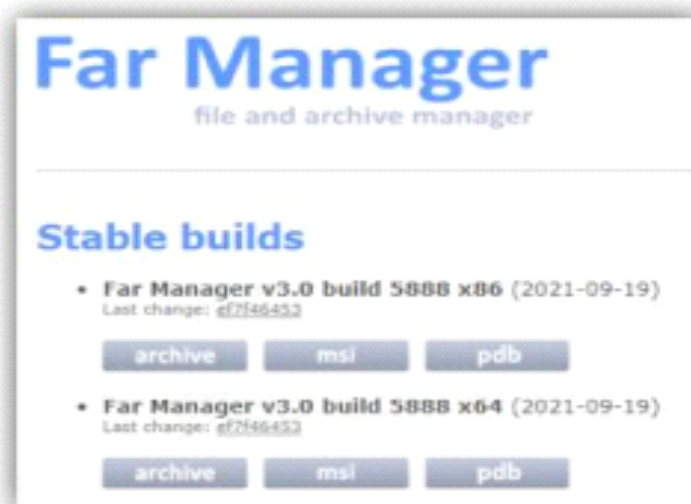 Far Manager
file and archive manager
Stable builds
• Far Manager v3.0 build 5888 x86 (2021-09-19)
Last change: ef7f46453
archive msi pdb
• Far Manager v3.0 build 5888 x64 (2021-09-19)
Last change: ef7f46453
archive msi pdb